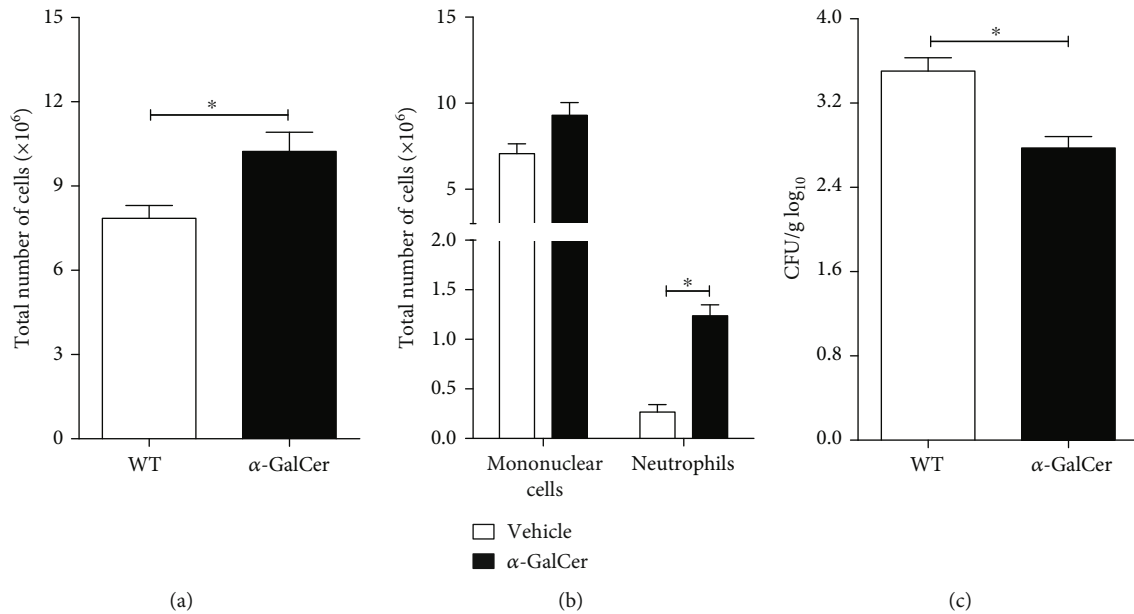 15
12
9
6
3
0
Total number of cells (×10⁶)
*
WT
α-GalCer
(a)
15
10
5
2.0
1.5
1.0
0.5
0.0
Total number of cells (×10⁶)
*
Mononuclear
cells
Neutrophils
Vehicle
α-GalCer
(b)
4.0
3.2
2.4
1.6
0.8
0.0
CFU/g log₁₀
*
WT
α-GalCer
(c)